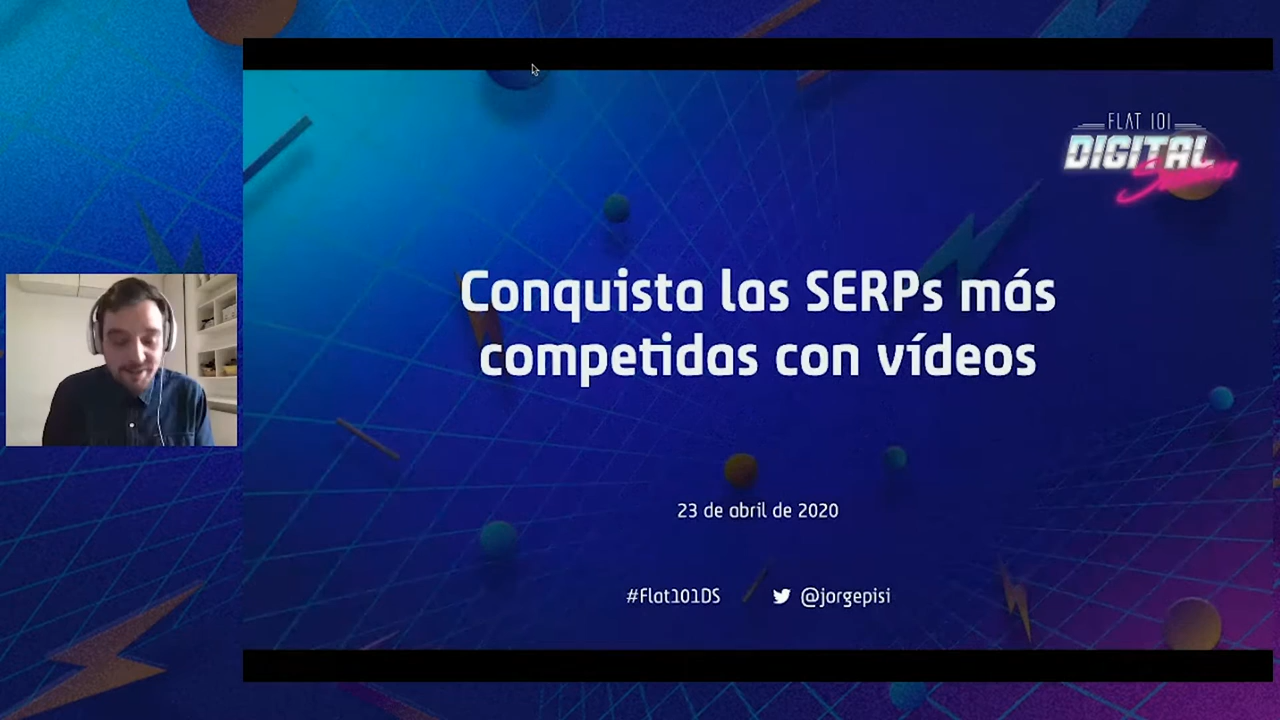 FLAT 101
DIGITAL
Conquista las SERPs más
competidas con vídeos
23 de abril de 2020
#Flat101DS
@jorgepisi